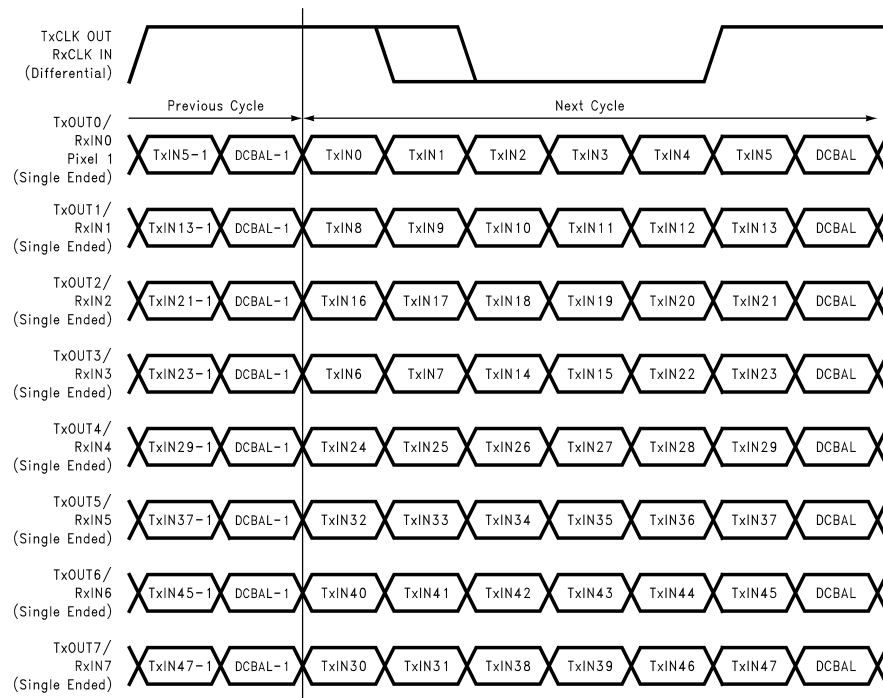 TxCLK OUT
RxCLK IN
(Differential)
Previous Cycle
Next Cycle
TxOUT0/
RxIN0
Pixel 1
(Single Ended)
TxIN5-1 DCBAL-1 TxIN0 TxIN1 TxIN2 TxIN3 TxIN4 TxIN5 DCBAL
TxOUT1/
RxIN1
(Single Ended)
TxIN13-1 DCBAL-1 TxIN8 TxIN9 TxIN10 TxIN11 TxIN12 TxIN13 DCBAL
TxOUT2/
RxIN2
(Single Ended)
TxIN21-1 DCBAL-1 TxIN16 TxIN17 TxIN18 TxIN19 TxIN20 TxIN21 DCBAL
TxOUT3/
RxIN3
(Single Ended)
TxIN23-1 DCBAL-1 TxIN6 TxIN7 TxIN14 TxIN15 TxIN22 TxIN23 DCBAL
TxOUT4/
RxIN4
(Single Ended)
TxIN29-1 DCBAL-1 TxIN24 TxIN25 TxIN26 TxIN27 TxIN28 TxIN29 DCBAL
TxOUT5/
RxIN5
(Single Ended)
TxIN37-1 DCBAL-1 TxIN32 TxIN33 TxIN34 TxIN35 TxIN36 TxIN37 DCBAL
TxOUT6/
RxIN6
(Single Ended)
TxIN45-1 DCBAL-1 TxIN40 TxIN41 TxIN42 TxIN43 TxIN44 TxIN45 DCBAL
TxOUT7/
RxIN7
(Single Ended)
TxIN47-1 DCBAL-1 TxIN30 TxIN31 TxIN38 TxIN39 TxIN46 TxIN47 DCBAL